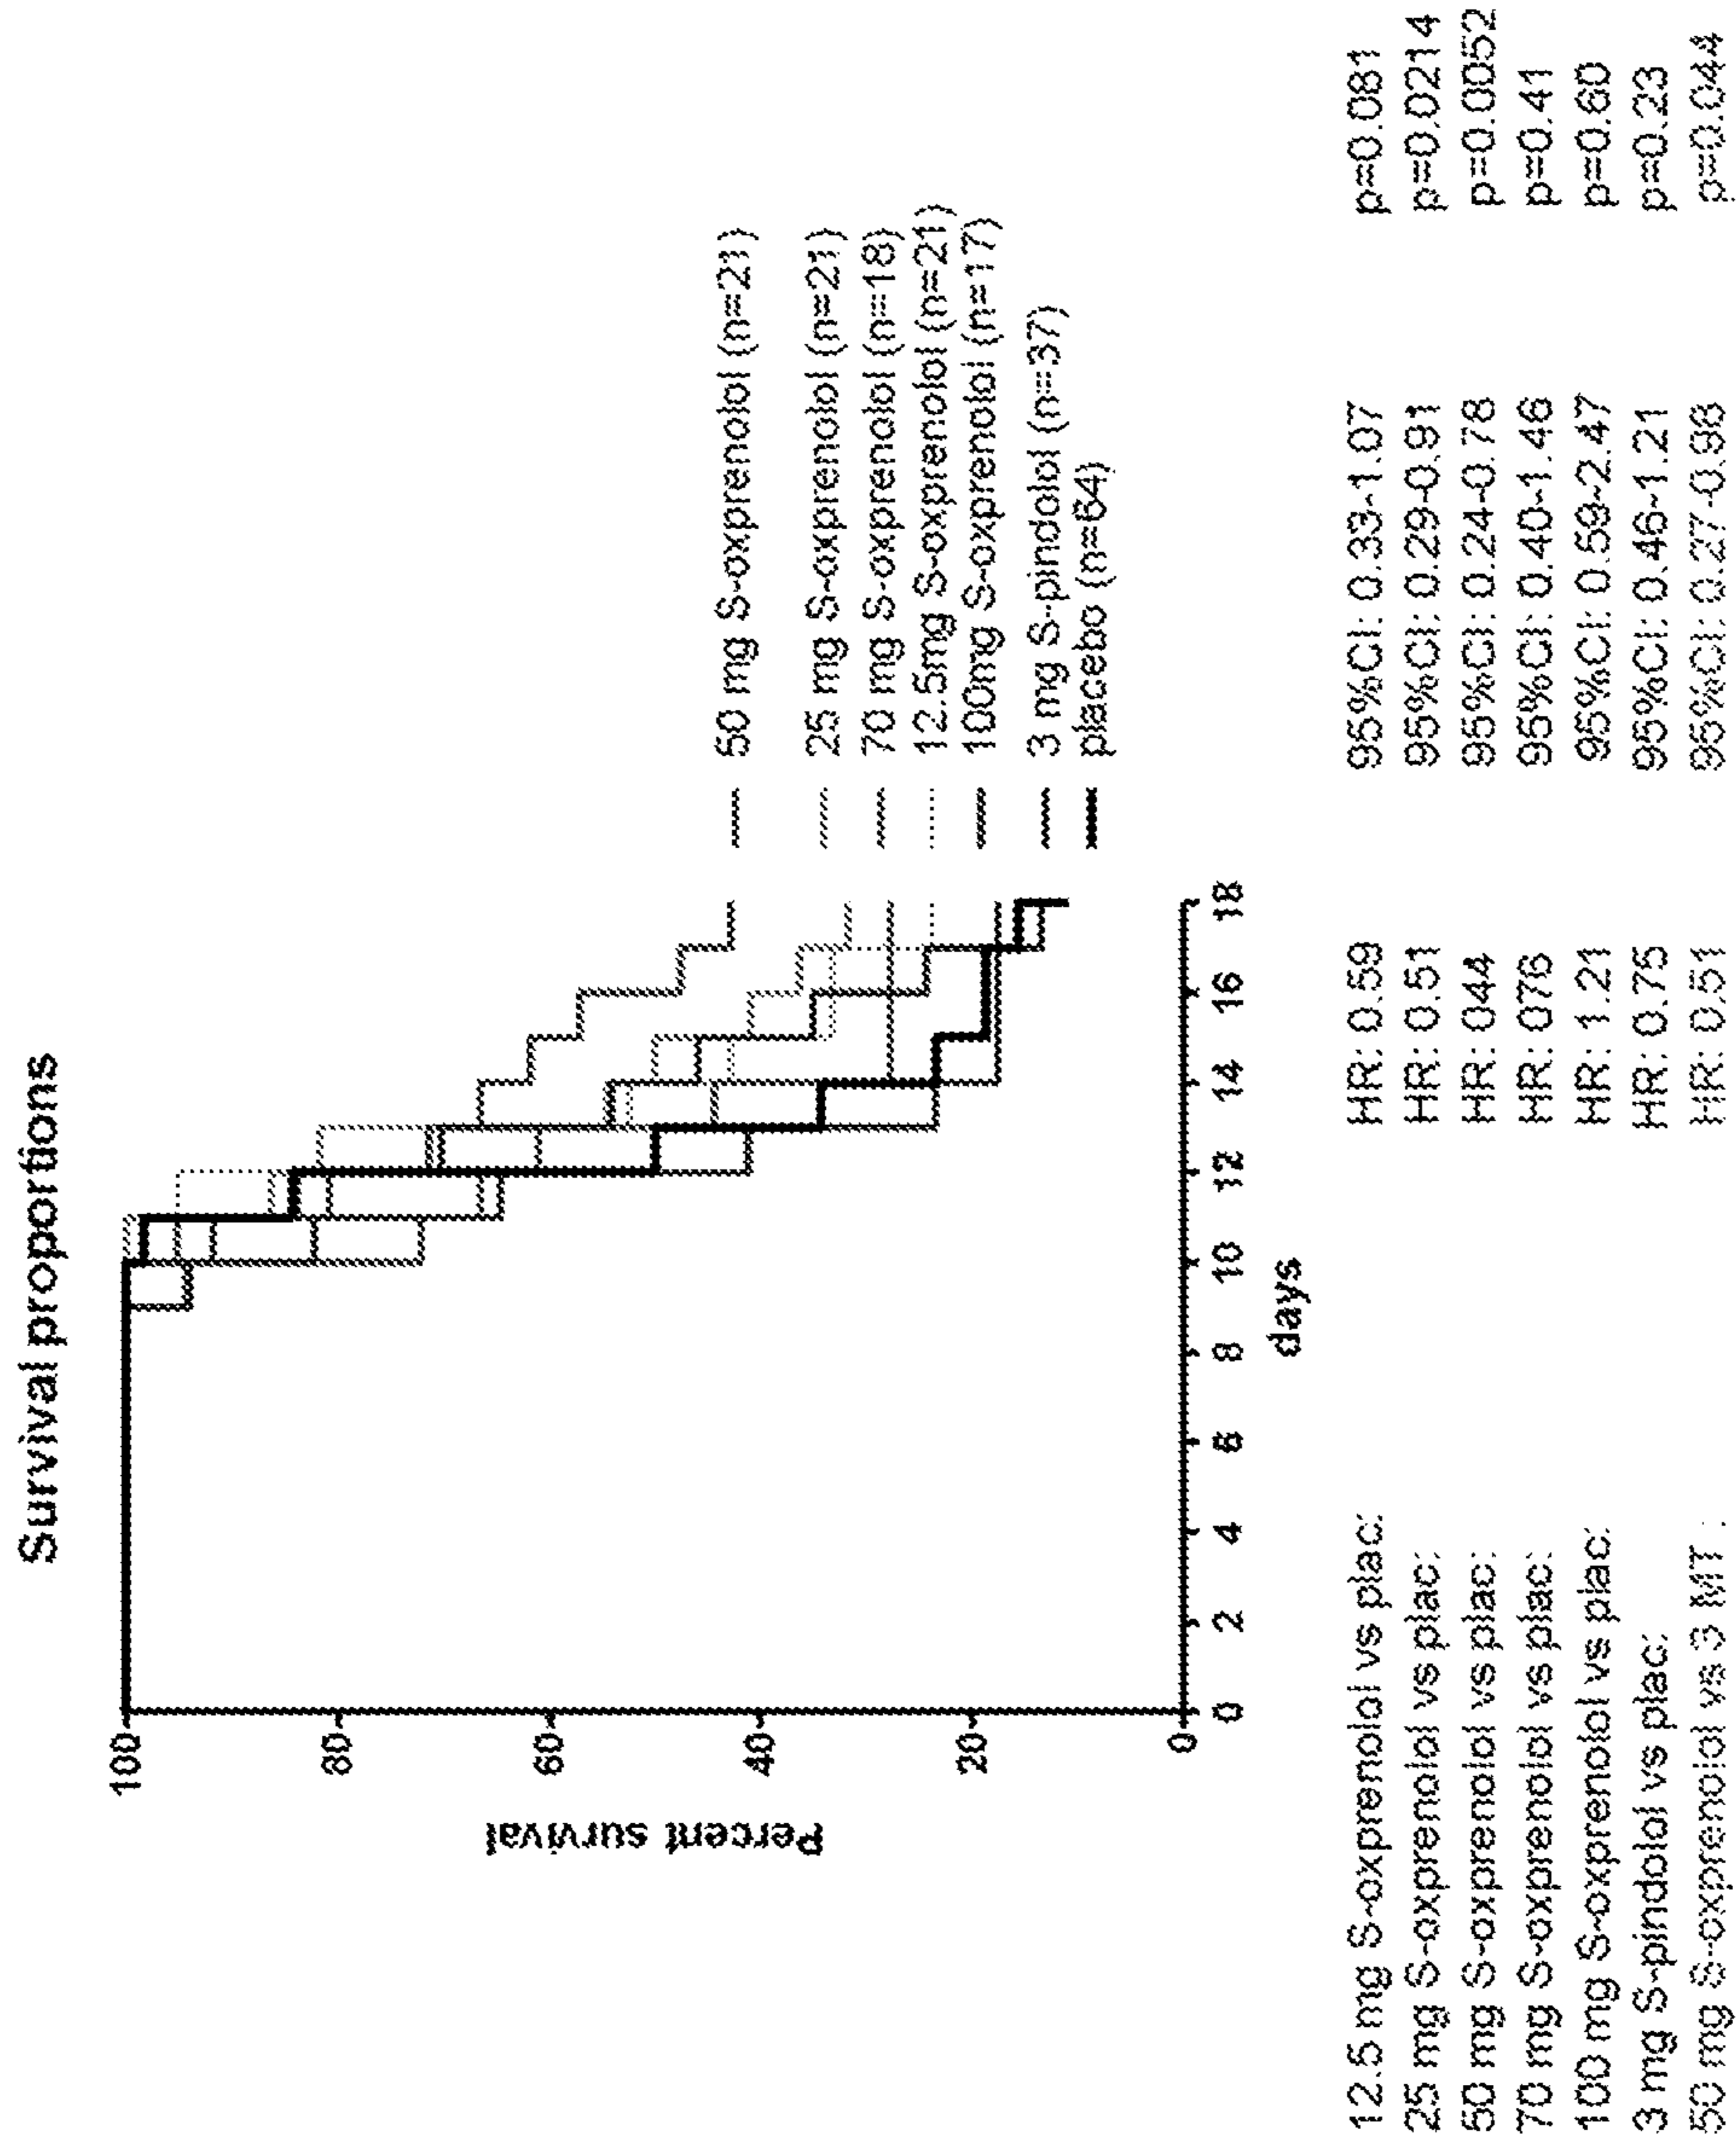 Survival proportions
Percent survival
100
80
60
40
20
0
0 2 4 6 8 10 12 14 16 18
days
50 mg S-oxprenolol (n=21)
25 mg S-oxprenolol (n=21)
70 mg S-oxprenolol (n=18)
12.5mg S-oxprenolol (n=21)
100mg S-oxprenolol (n=17)
3 mg S-pindolol (n=37)
placebo (n=64)
12.5 mg S-oxprenolol vs plac: HR: 0.59 95%CI: 0.33-1.07 p=0.081
25 mg S-oxprenolol vs plac: HR: 0.51 95%CI: 0.29-0.91 p=0.0214
50 mg S-oxprenolol vs plac: HR: 044 95%CI: 0.24-0.78 p=0.0052
70 mg S-oxprenolol vs plac: HR: 076 95%CI: 0.40-1.46 p=0.41
100 mg S-oxprenolol vs plac: HR: 1.21 95%CI: 0.59-2.47 p=0.60
3 mg S-pindolol vs plac: HR: 0.75 95%CI: 0.46-1.21 p=0.23
50 mg S-oxprenolol vs 3 MT : HR: 0.51 95%CI: 0.27-0.98 p=0.044